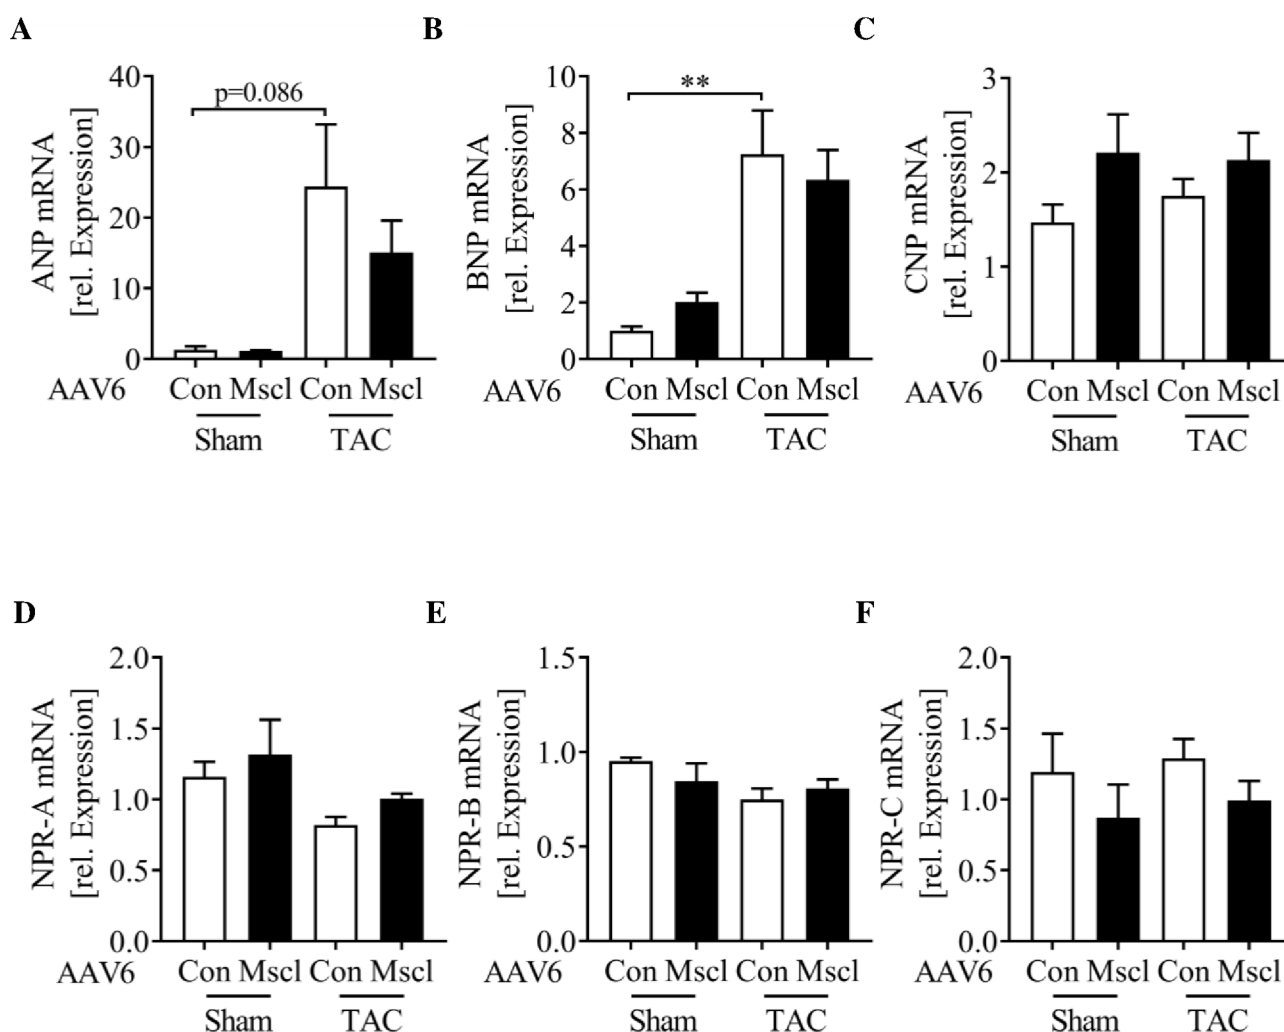 A
ANP mRNA
[rel. Expression]
40
30
20
10
0
p=0.086
AAV6
Con Mscl Con Mscl
Sham TAC
B
BNP mRNA
[rel. Expression]
10
8
6
4
2
0
**
AAV6
Con Mscl Con Mscl
Sham TAC
C
CNP mRNA
[rel. Expression]
3
2
1
0
AAV6
Con Mscl Con Mscl
Sham TAC
D
NPR-A mRNA
[rel. Expression]
2.0
1.5
1.0
0.5
0.0
AAV6
Con Mscl Con Mscl
Sham TAC
E
NPR-B mRNA
[rel. Expression]
1.5
1.0
0.5
0.0
AAV6
Con Mscl Con Mscl
Sham TAC
F
NPR-C mRNA
[rel. Expression]
2.0
1.5
1.0
0.5
0.0
AAV6
Con Mscl Con Mscl
Sham TAC